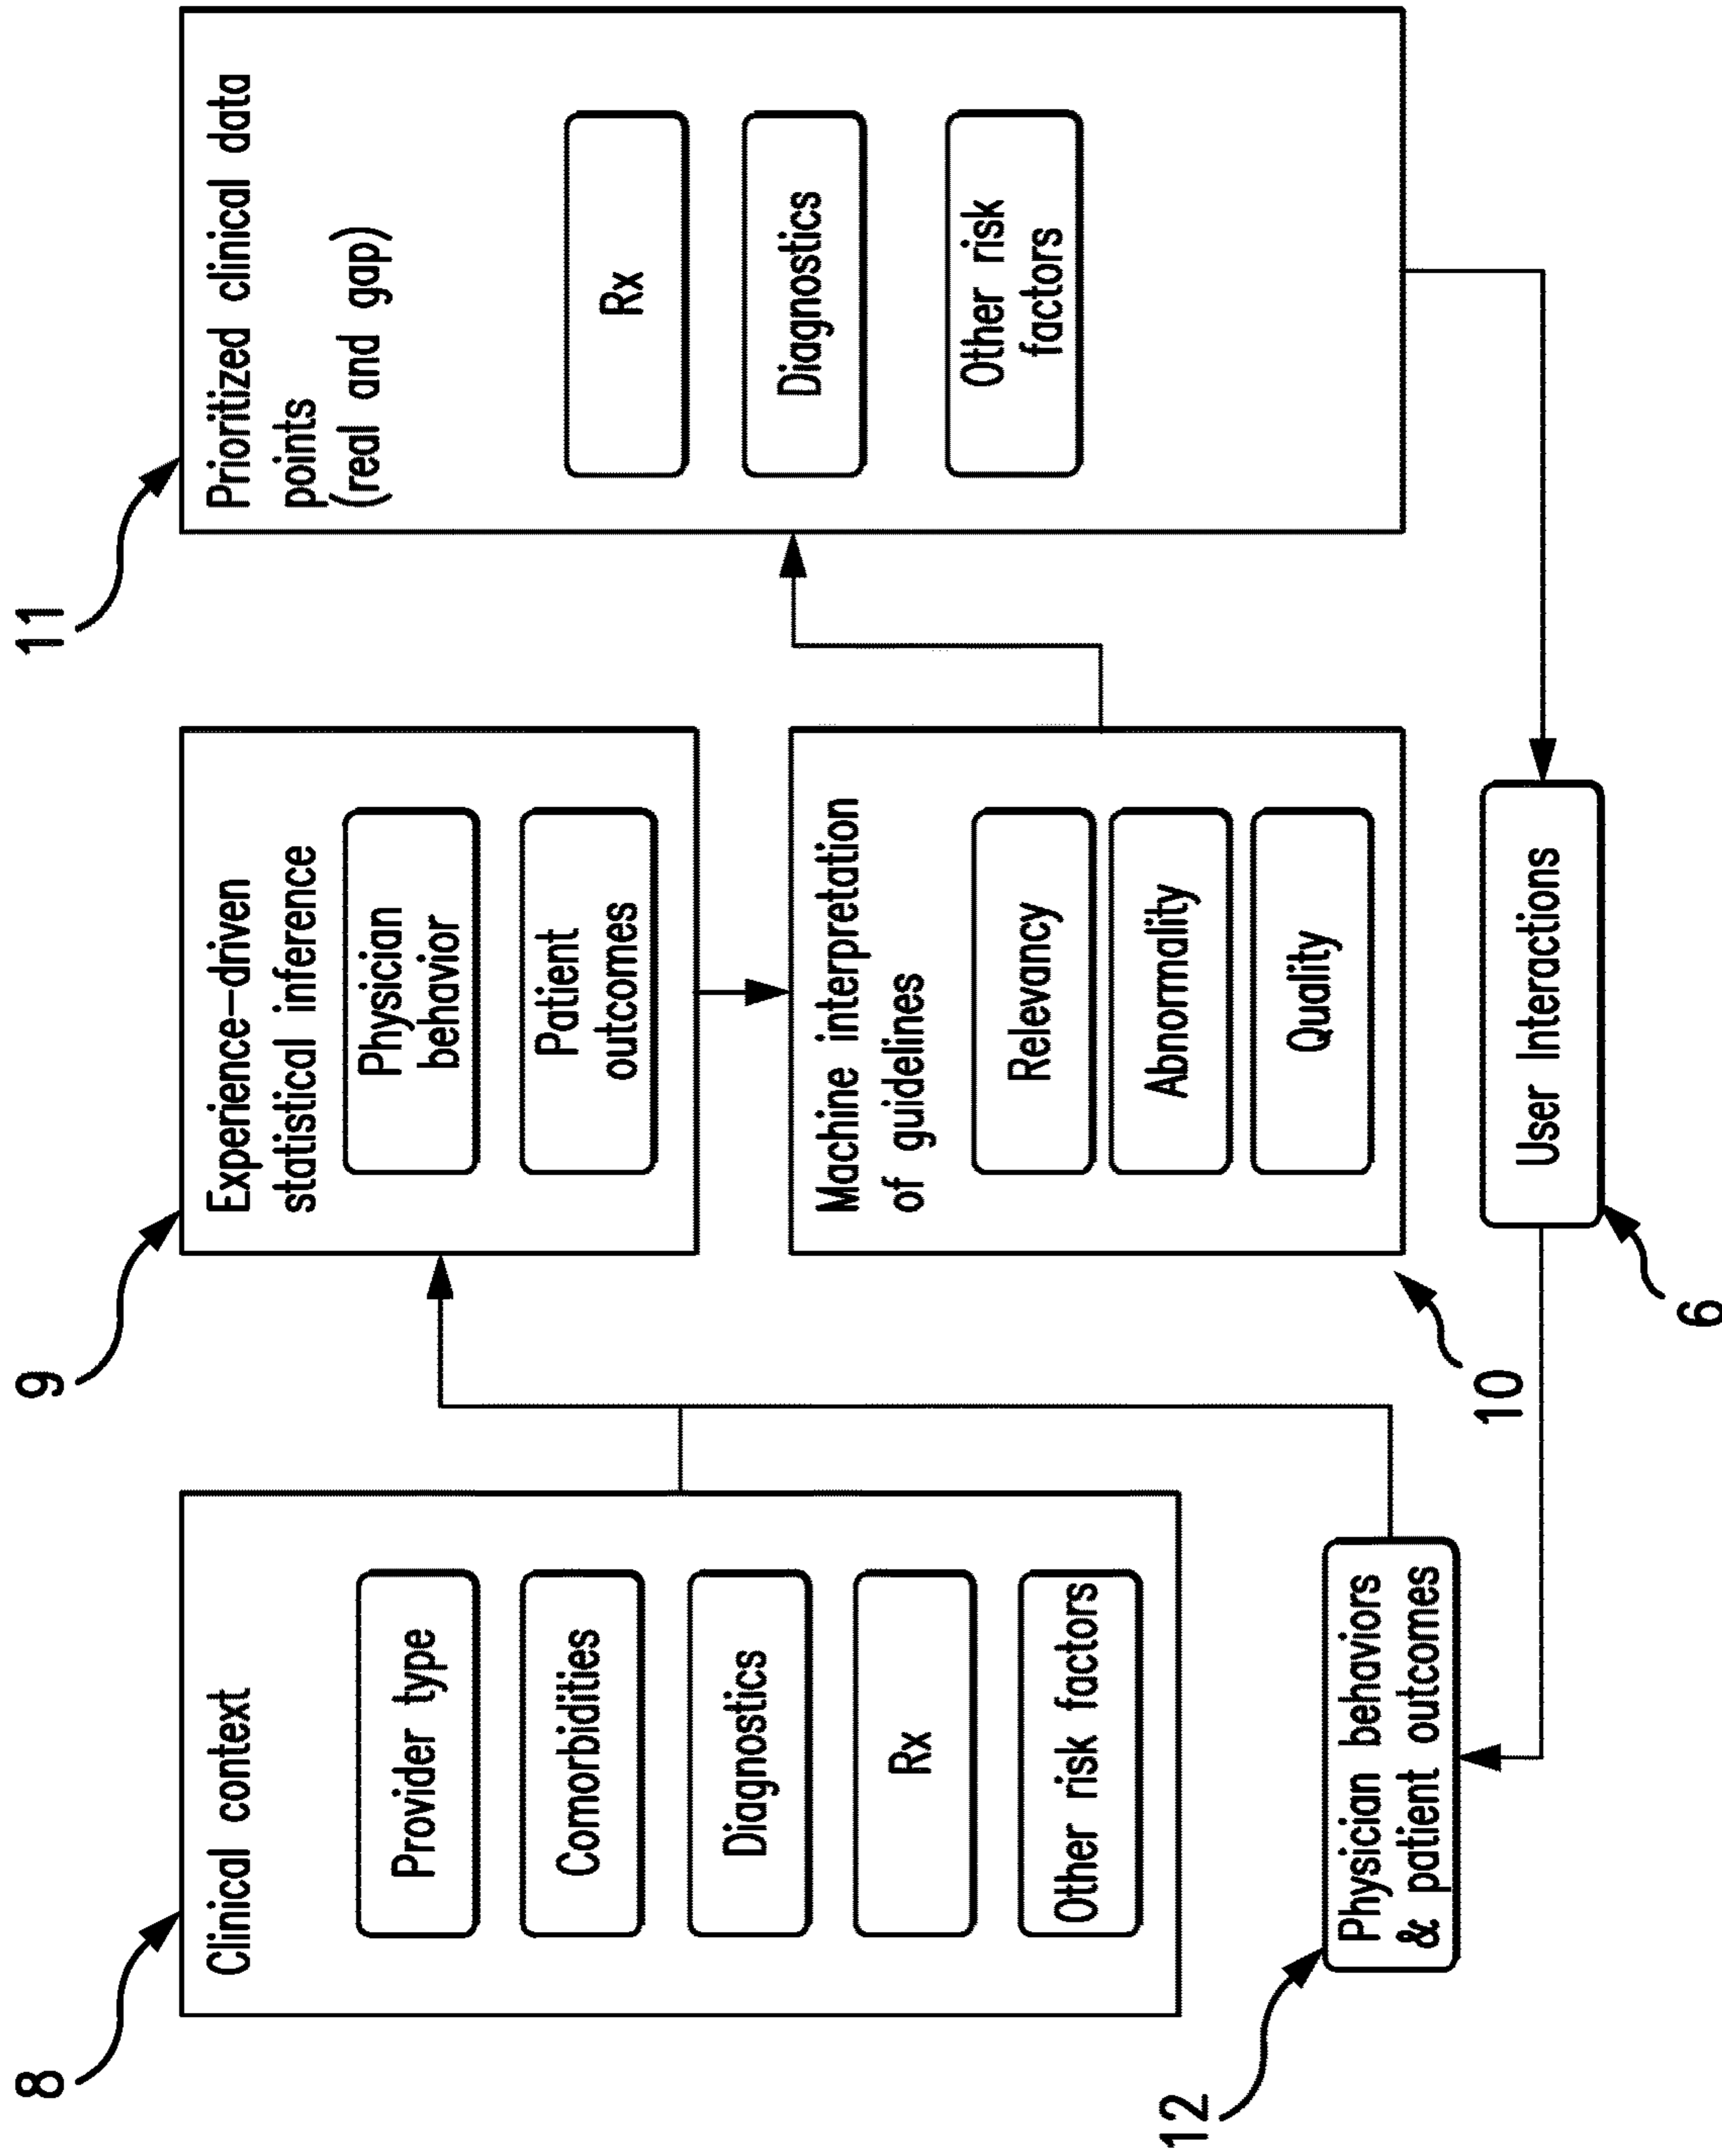 8
Clinical context
Provider type
Comorbidities
Diagnostics
Rx
Other risk factors
12
Physician behaviors
& patient outcomes
9
Experience-driven
statistical inference
Physician
behavior
Patient
outcomes
Machine interpretation
of guidelines
Relevancy
Abnormality
Quality
10
User Interactions
6
11
Prioritized clinical data
points
(real and gap)
Rx
Diagnostics
Other risk
factors